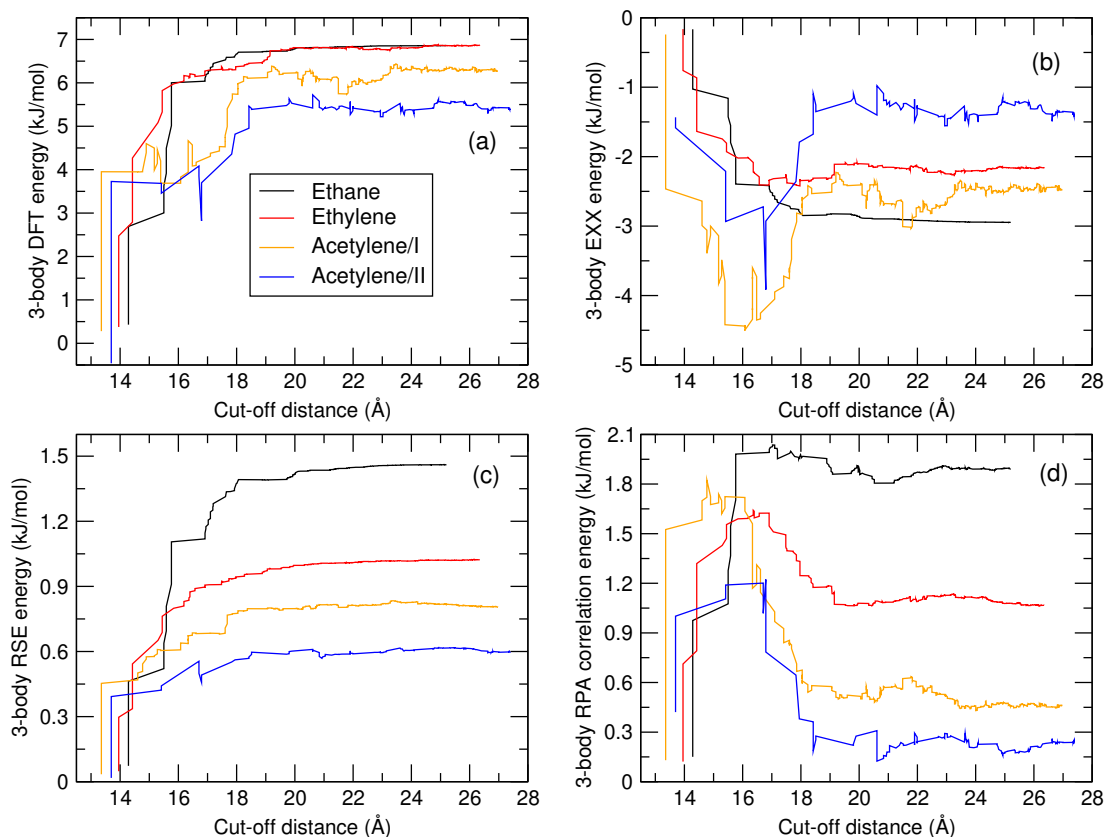 7
6
5
4
3
2
1
0
3-body DFT energy (kJ/mol)
(a)
Ethane
Ethylene
Acetylene/I
Acetylene/II
14 16 18 20 22 24 26 28
Cut-off distance (Å)
0
-1
-2
-3
-4
-5
3-body EXX energy (kJ/mol)
(b)
14 16 18 20 22 24 26 28
Cut-off distance (Å)
1.5
1.2
0.9
0.6
0.3
0
3-body RSE energy (kJ/mol)
(c)
14 16 18 20 22 24 26 28
Cut-off distance (Å)
2.1
1.8
1.5
1.2
0.9
0.6
0.3
0
3-body RPA correlation energy (kJ/mol)
(d)
14 16 18 20 22 24 26 28
Cut-off distance (Å)